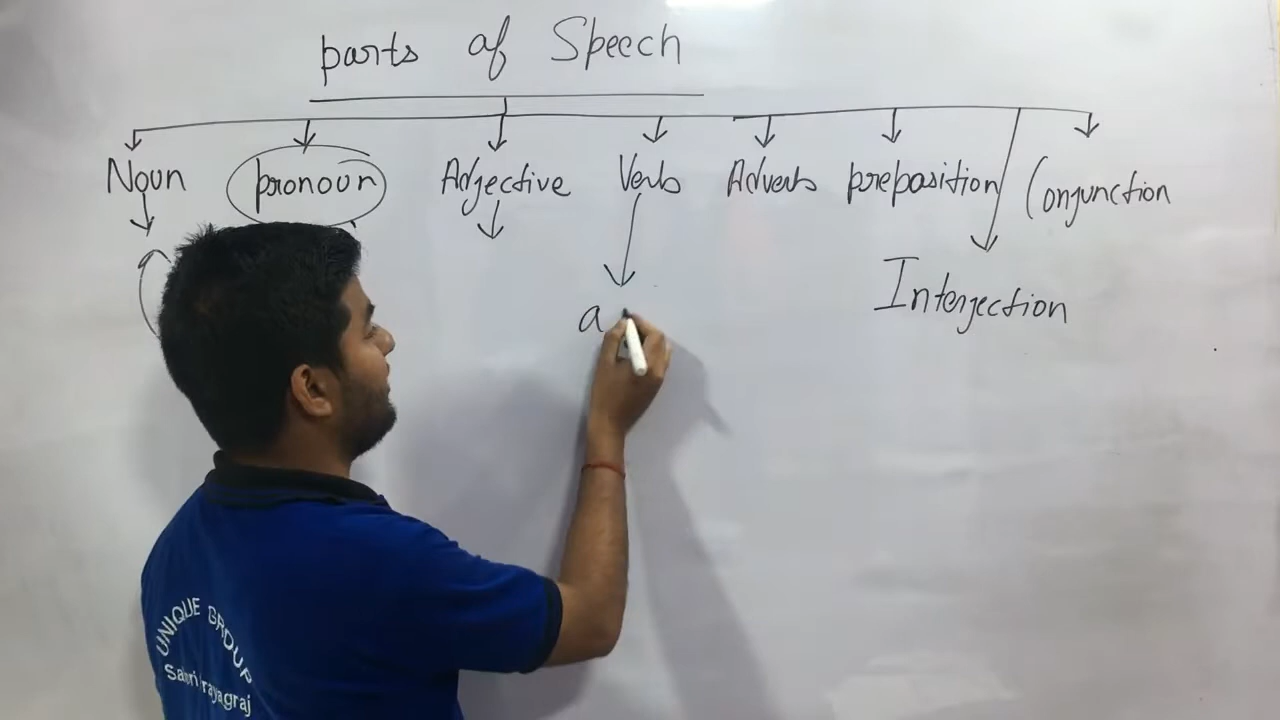 parts of Speech
Noun pronoun Adjective Verb Adverb preposition Conjunction
Interjection
a
UNIQUE GROUP